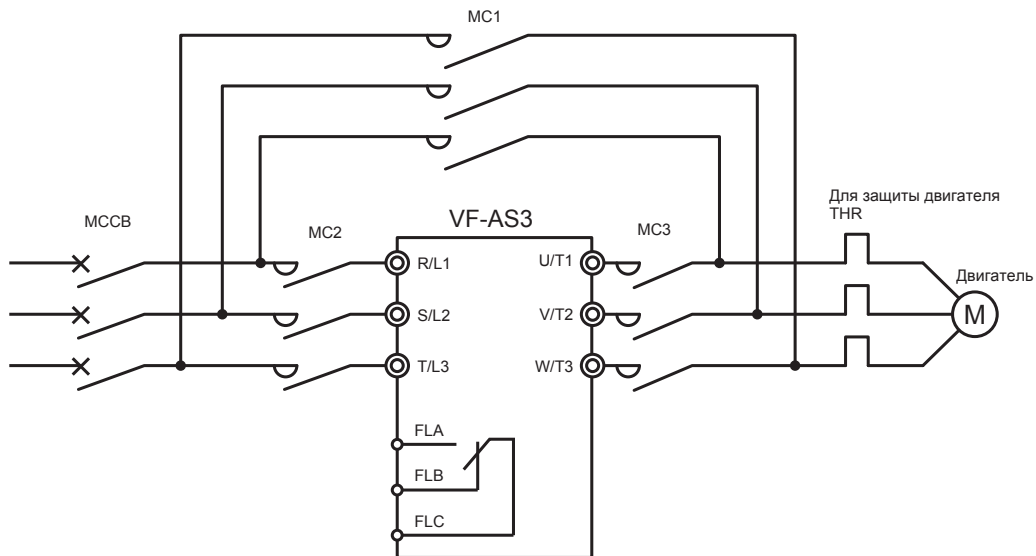 MC1
Для защиты двигателя
THR
MCCB
VF-AS3
MC2
MC3
R/L1
U/T1
Двигатель
S/L2
V/T2
M
T/L3
W/T3
FLA
FLB
FLC